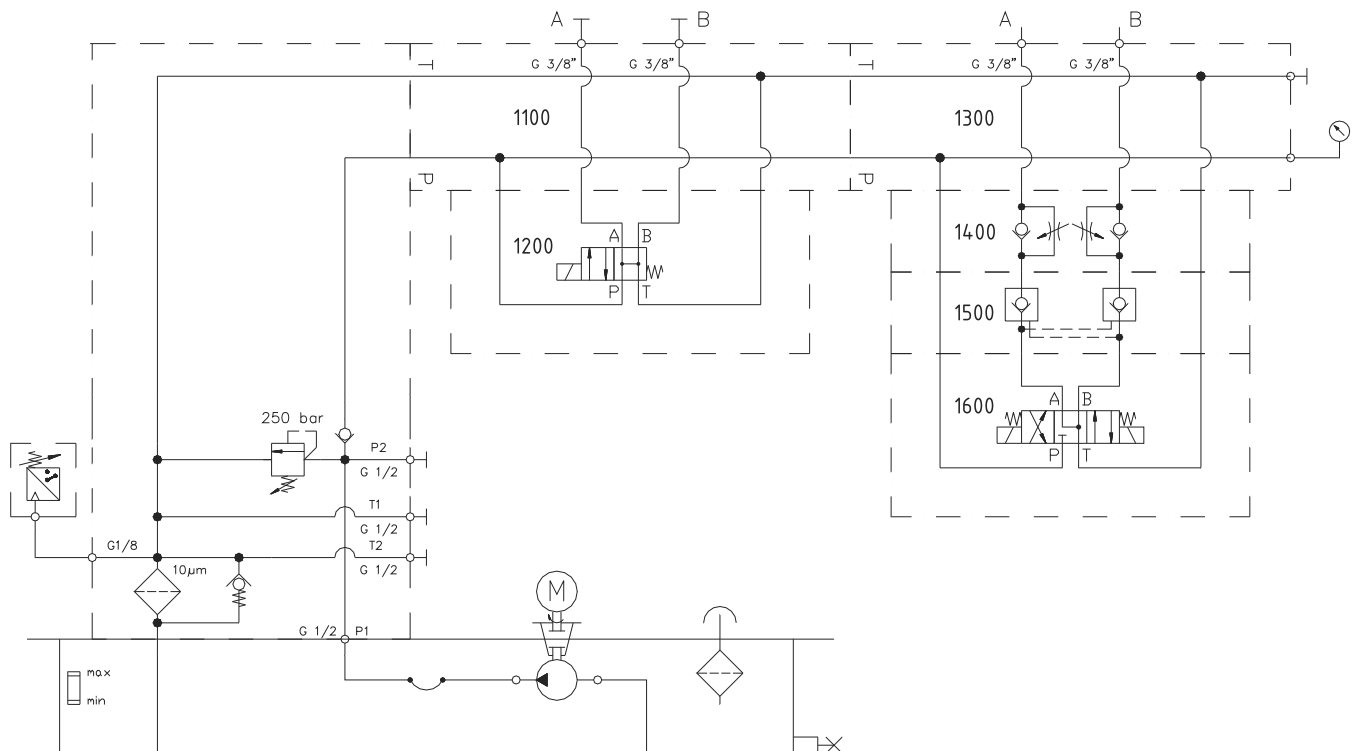 A B A B
G 3/8" G 3/8" G 3/8" G 3/8"
T T
1100 1300
P P
1400
1200 A B
1500
P T
1600 A B
250 bar
P2
P T
G 1/2
T1
G 1/2
G1/8 T2
10µm G 1/2
M
G 1/2 P1
max
min